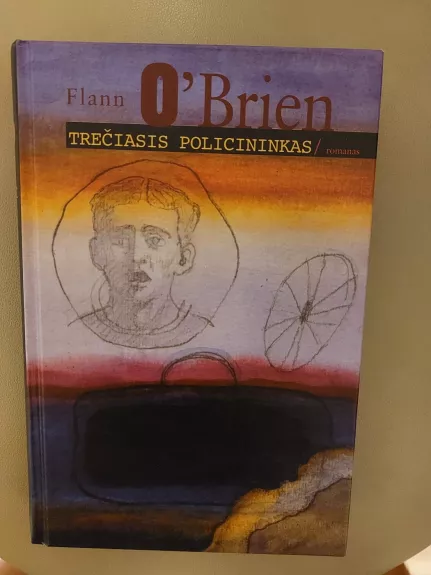 Flann O'Brien
TREČIASIS POLICININKAS/ romanas